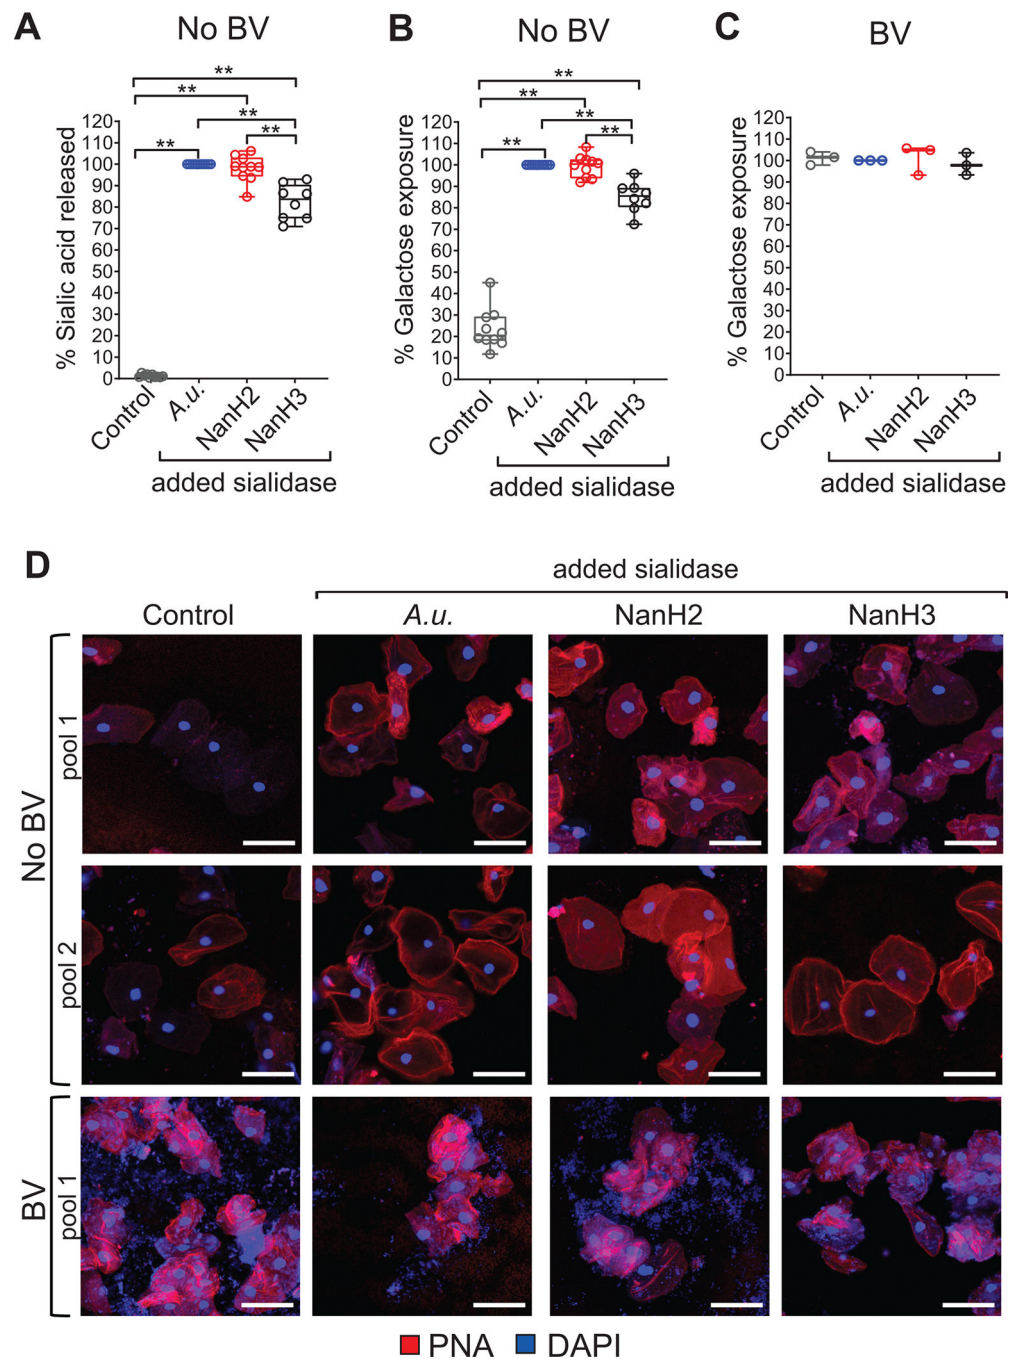 A
No BV
% Sialic acid released
120
110
100
90
80
70
60
50
40
30
20
10
0
**
**
**
**
**
Control
A.u.
NanH2
NanH3
added sialidase
B
No BV
% Galactose exposure
120
110
100
90
80
70
60
50
40
30
20
10
0
**
**
**
**
**
Control
A.u.
NanH2
NanH3
added sialidase
C
BV
% Galactose exposure
120
110
100
90
80
70
60
50
40
30
20
10
0
Control
A.u.
NanH2
NanH3
added sialidase
D
added sialidase
Control
A.u.
NanH2
NanH3
No BV
pool 1
pool 2
BV
pool 1
PNA
DAPI